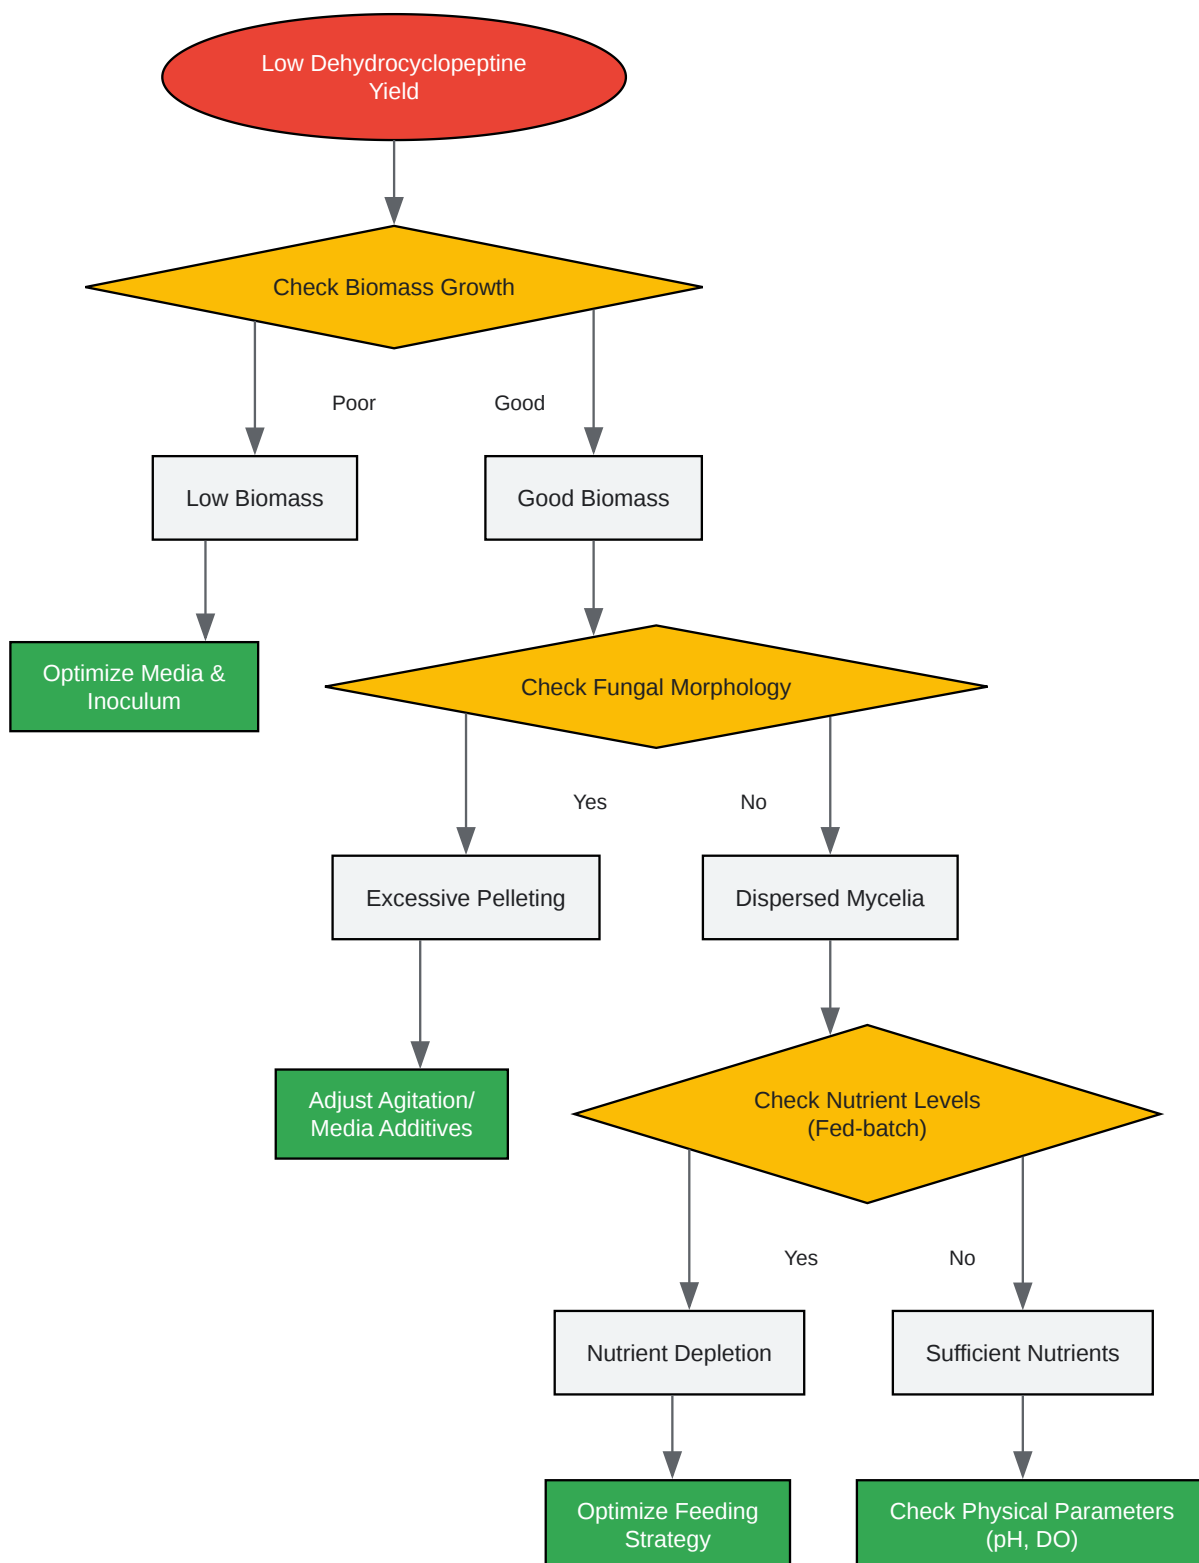 Low Dehydrocyclopeptine
Yield
Check Biomass Growth
Poor
Good
Low Biomass
Good Biomass
Optimize Media &
Inoculum
Check Fungal Morphology
Yes
No
Excessive Pelleting
Dispersed Mycelia
Adjust Agitation/
Media Additives
Check Nutrient Levels
(Fed-batch)
Yes
No
Nutrient Depletion
Sufficient Nutrients
Optimize Feeding
Strategy
Check Physical Parameters
(pH, DO)